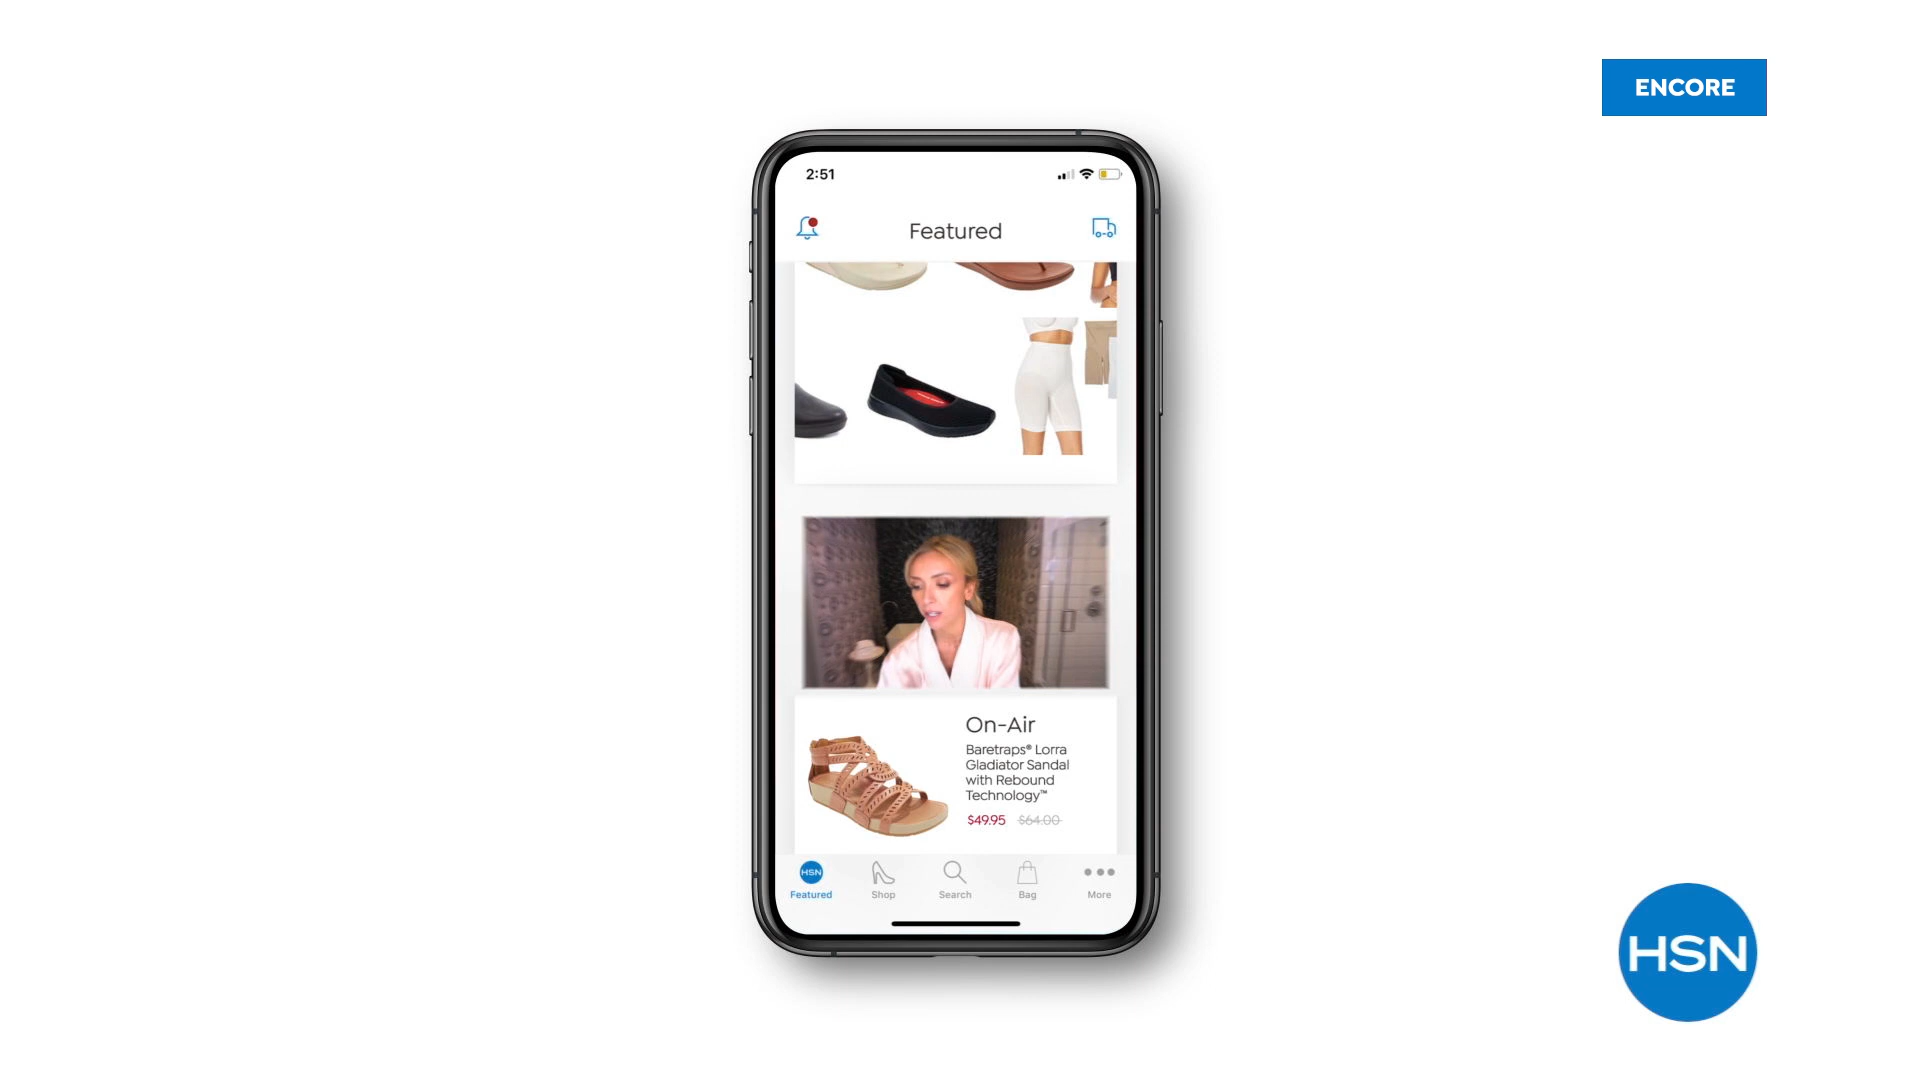 ENCORE
2:51
Featured
On-Air
Baretraps® Lorra
Gladiator Sandal
with Rebound
Technology™
$49.95 $64.00
HSN
Featured
Shop
Search
Bag
More
HSN